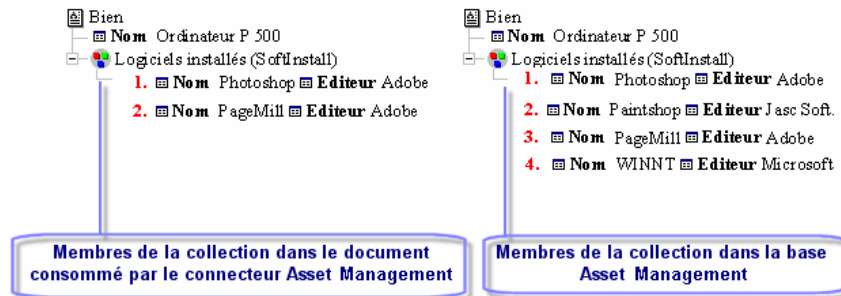 Bien
Nom Ordinateur P 500
Logiciels installés (SoftInstall)
1. Nom Photoshop Editeur Adobe
2. Nom PageMill Editeur Adobe
Membres de la collection dans le document
consommé par le connecteur Asset Management
Bien
Nom Ordinateur P 500
Logiciels installés (SoftInstall)
1. Nom Photoshop Editeur Adobe
2. Nom Paintshop Editeur Jasc Soft.
3. Nom PageMill Editeur Adobe
4. Nom WINNT Editeur Microsoft
Membres de la collection dans la base
Asset Management